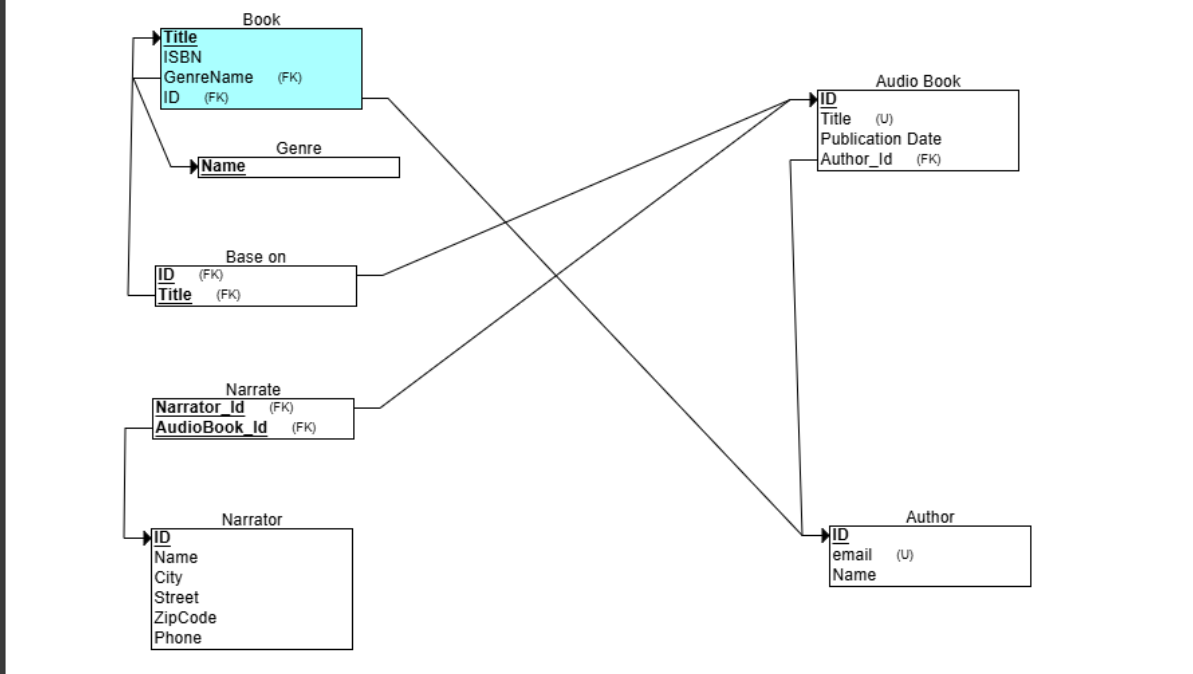 Book
Title
ISBN
GenreName (FK)
ID (FK)
Genre
Name
Base on
ID (FK)
Title (FK)
Narrate
Narrator_Id (FK)
AudioBook_Id (FK)
Narrator
ID
Name
City
Street
ZipCode
Phone
Audio Book
ID
Title (U)
Publication Date
Author_Id (FK)
Author
ID
email (U)
Name